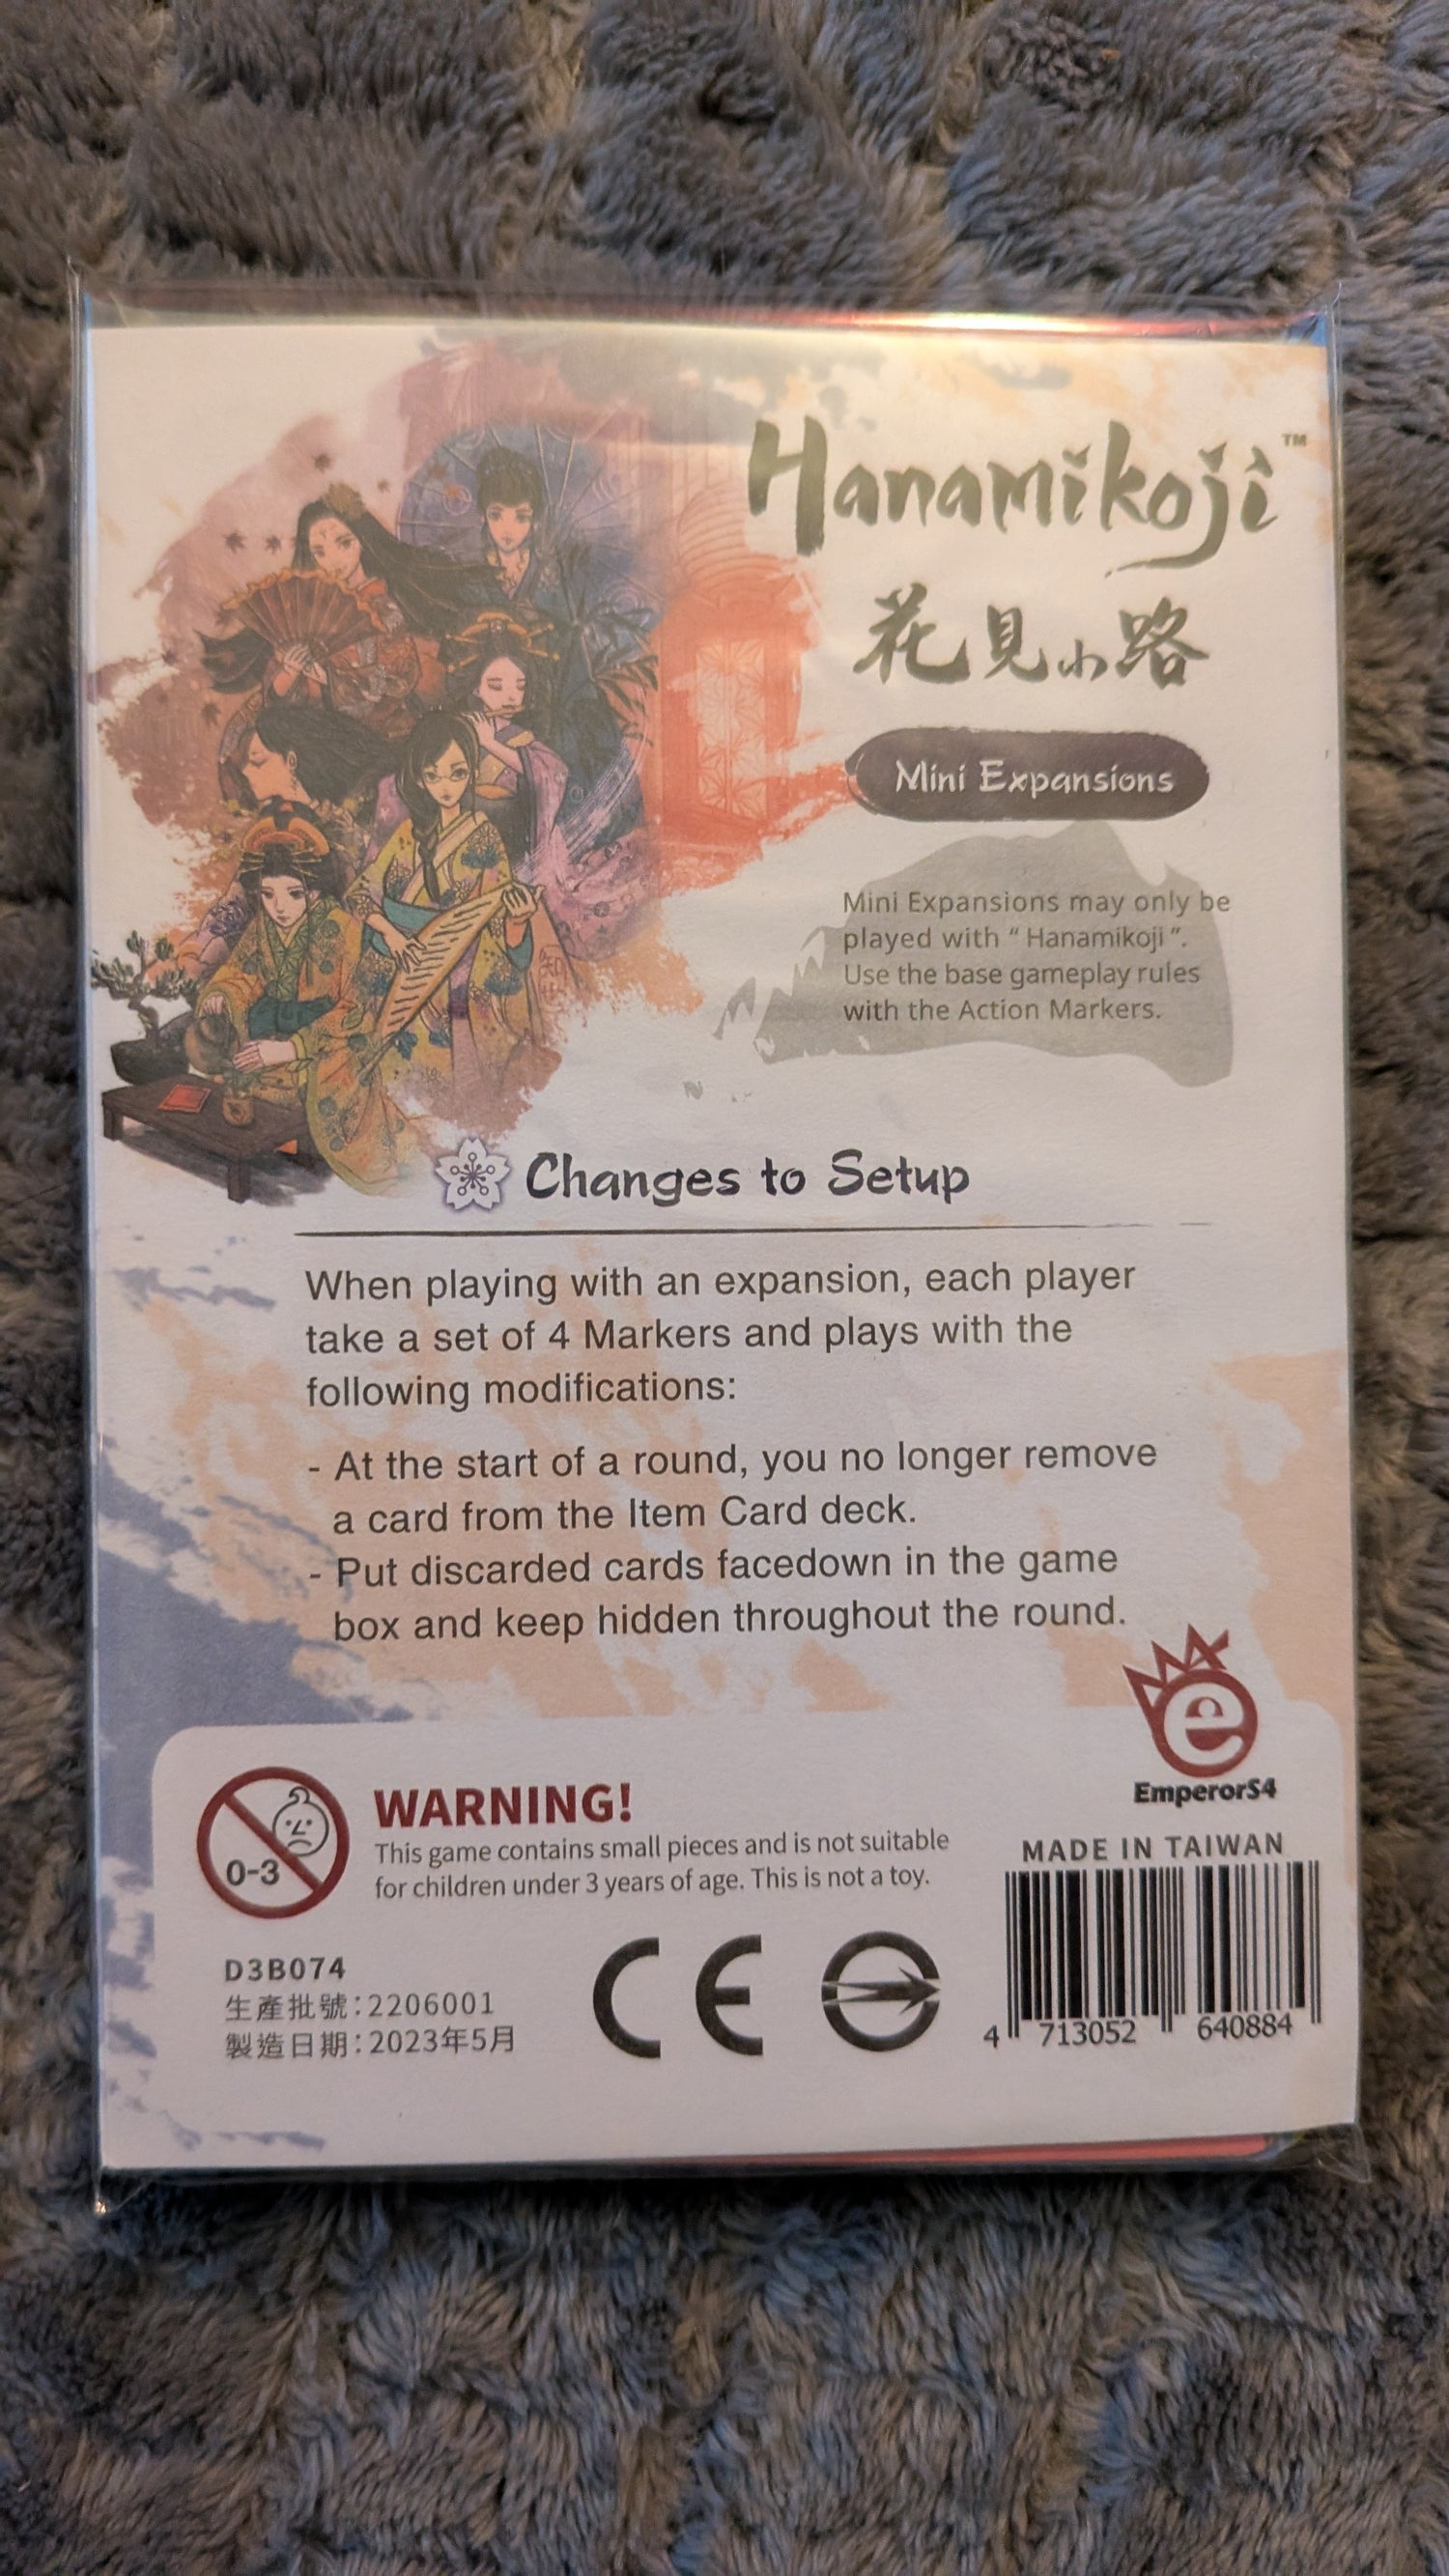 Hanamikoji™
花見小路
Mini Expansions
Mini Expansions may only be
played with “ Hanamikoji ”.
Use the base gameplay rules
with the Action Markers.
Changes to Setup
When playing with an expansion, each player
take a set of 4 Markers and plays with the
following modifications:
- At the start of a round, you no longer remove
a card from the Item Card deck.
- Put discarded cards facedown in the game
box and keep hidden throughout the round.
e
EmperorS4
0-3
WARNING!
This game contains small pieces and is not suitable
for children under 3 years of age. This is not a toy.
MADE IN TAIWAN
D3B074
生產批號:2206001
製造日期:2023年5月
CE
4 713052 640884